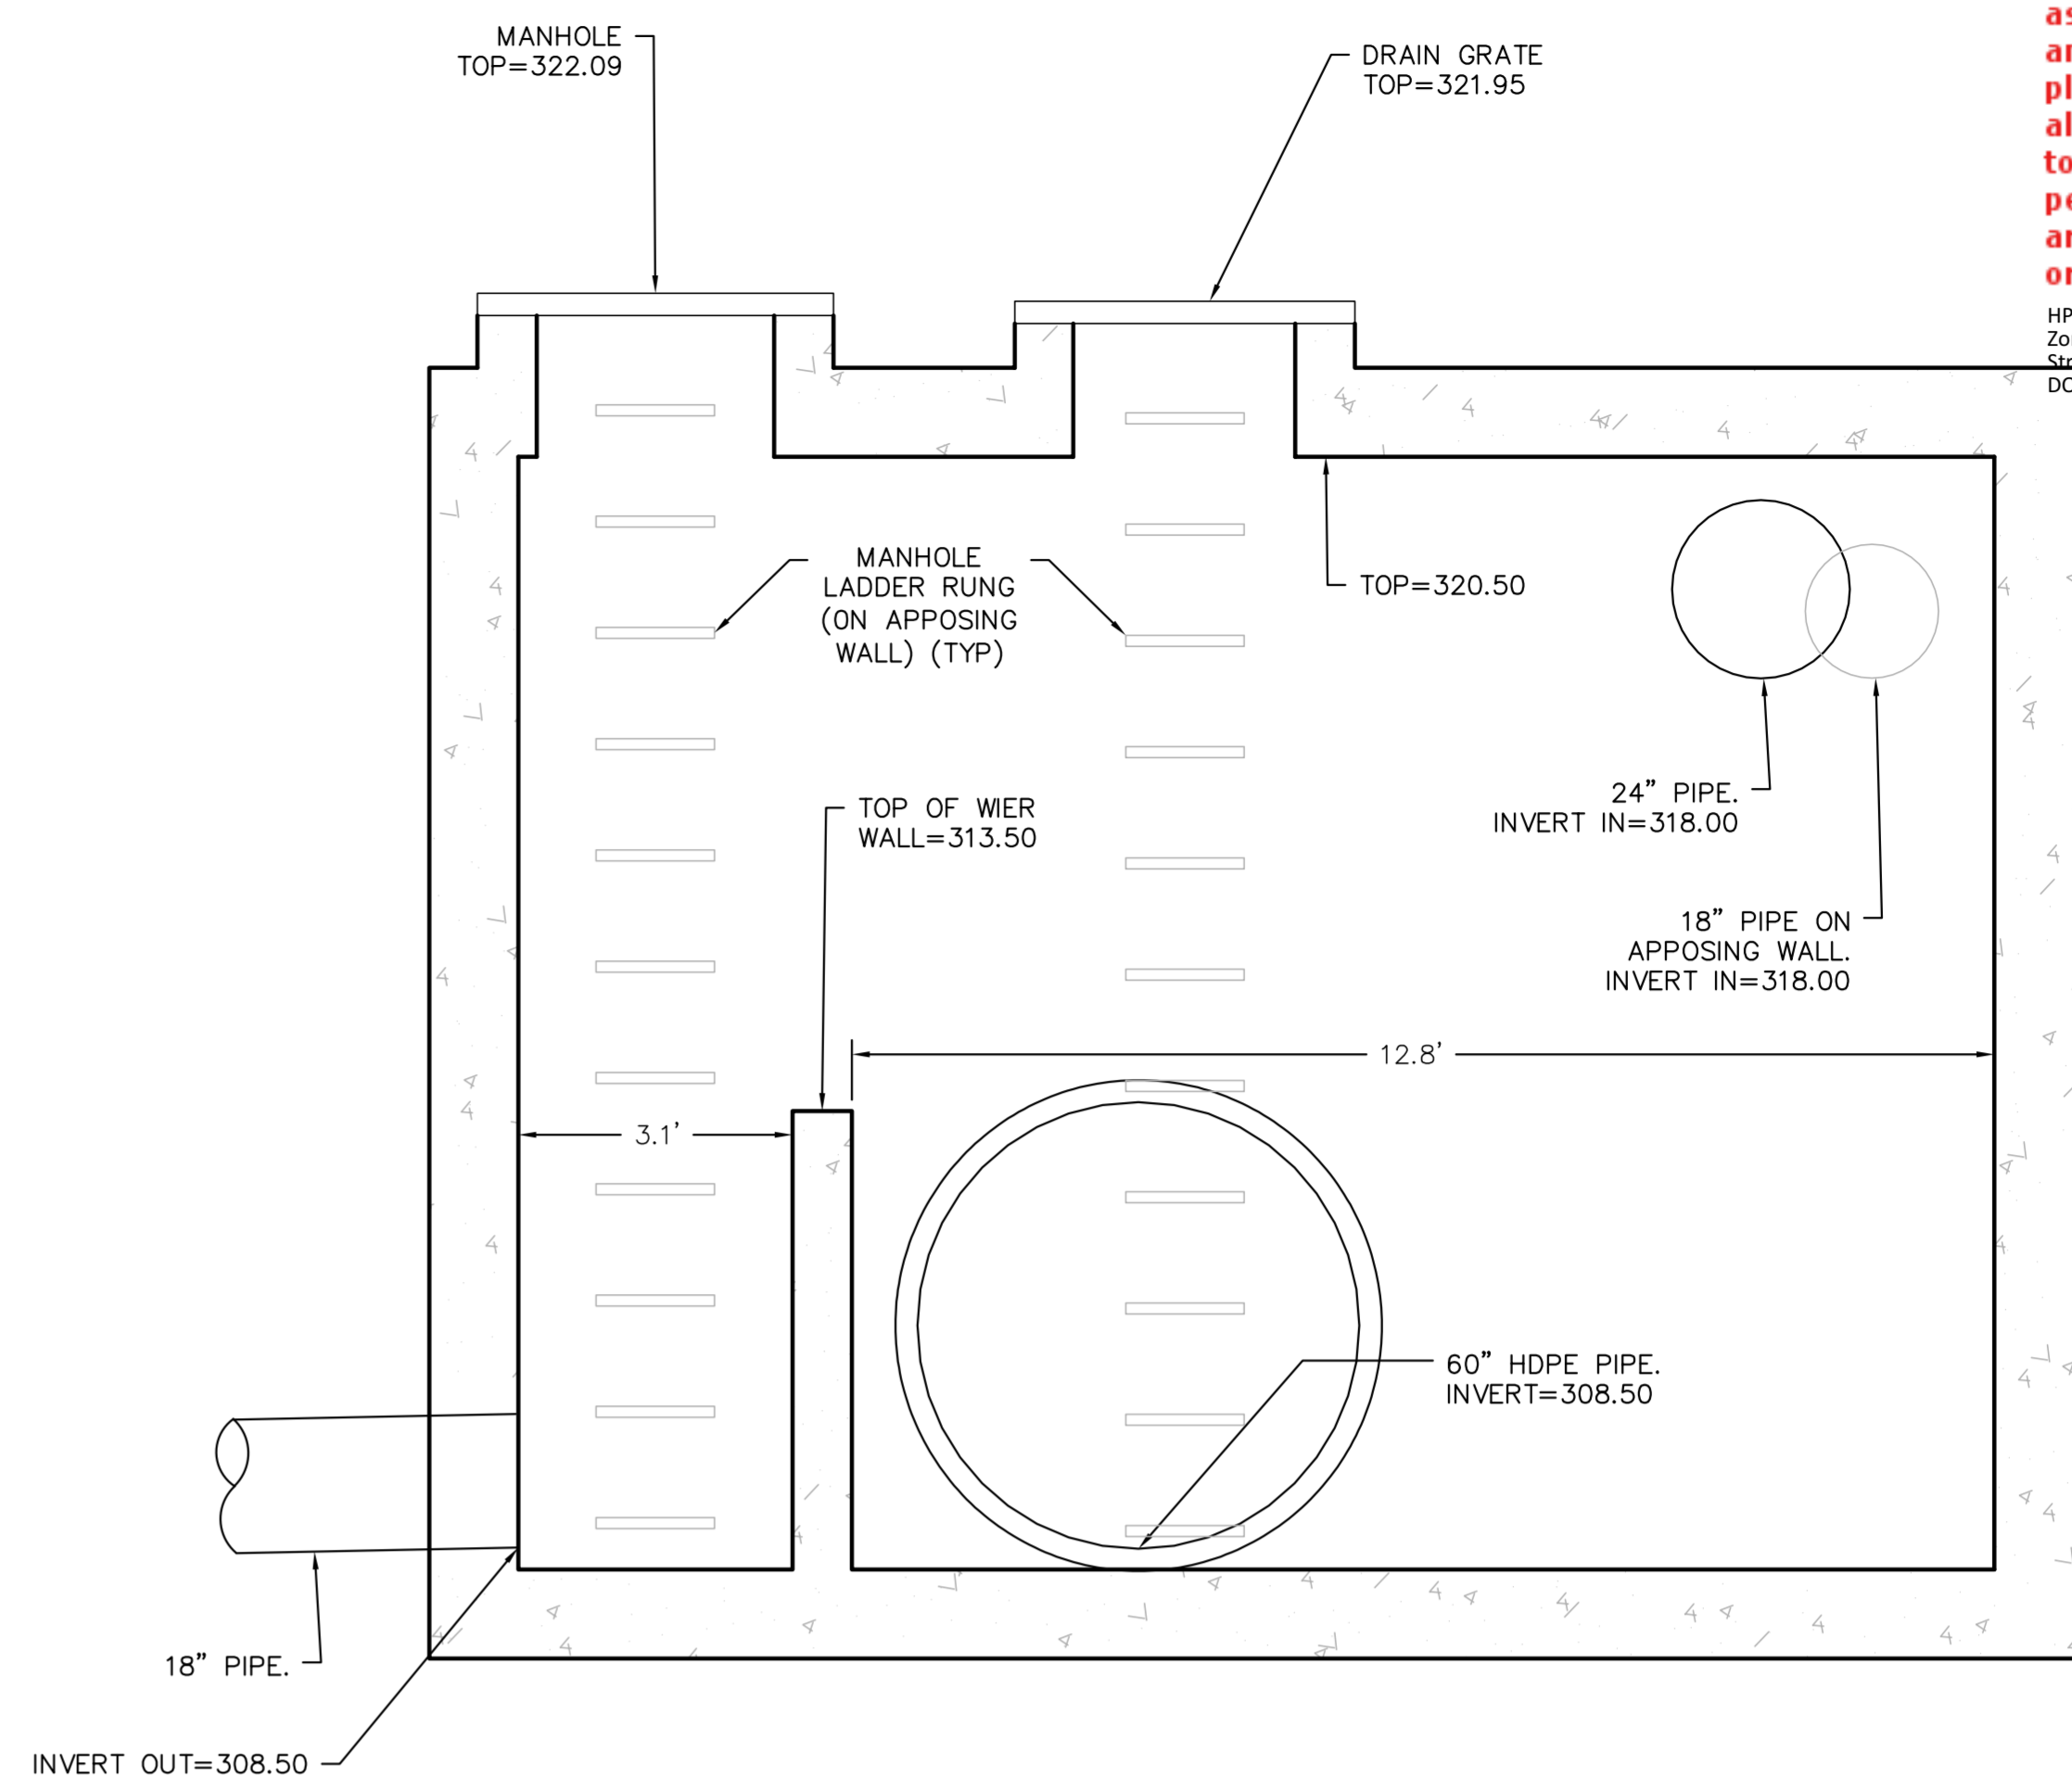 MANHOLE
TOP=322.09
DRAIN GRATE
TOP=321.95
MANHOLE
LADDER RUNG
(ON APPOSING
WALL) (TYP)
TOP=320.50
24” PIPE.
INVERT IN=318.00
TOP OF WIER
WALL=313.50
18” PIPE ON
APPOSING WALL.
INVERT IN=318.00
12.8’
3.1’
60” HDPE PIPE.
INVERT=308.50
18” PIPE.
INVERT OUT=308.50